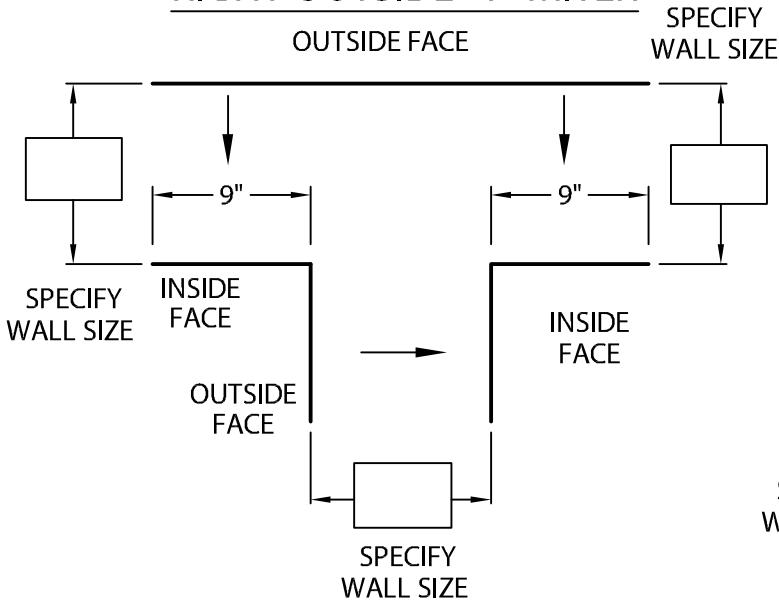 OUTSIDE FACE
SPECIFY
WALL SIZE
9"
9"
SPECIFY
WALL SIZE
INSIDE
FACE
INSIDE
FACE
OUTSIDE
FACE
SPECIFY
WALL SIZE